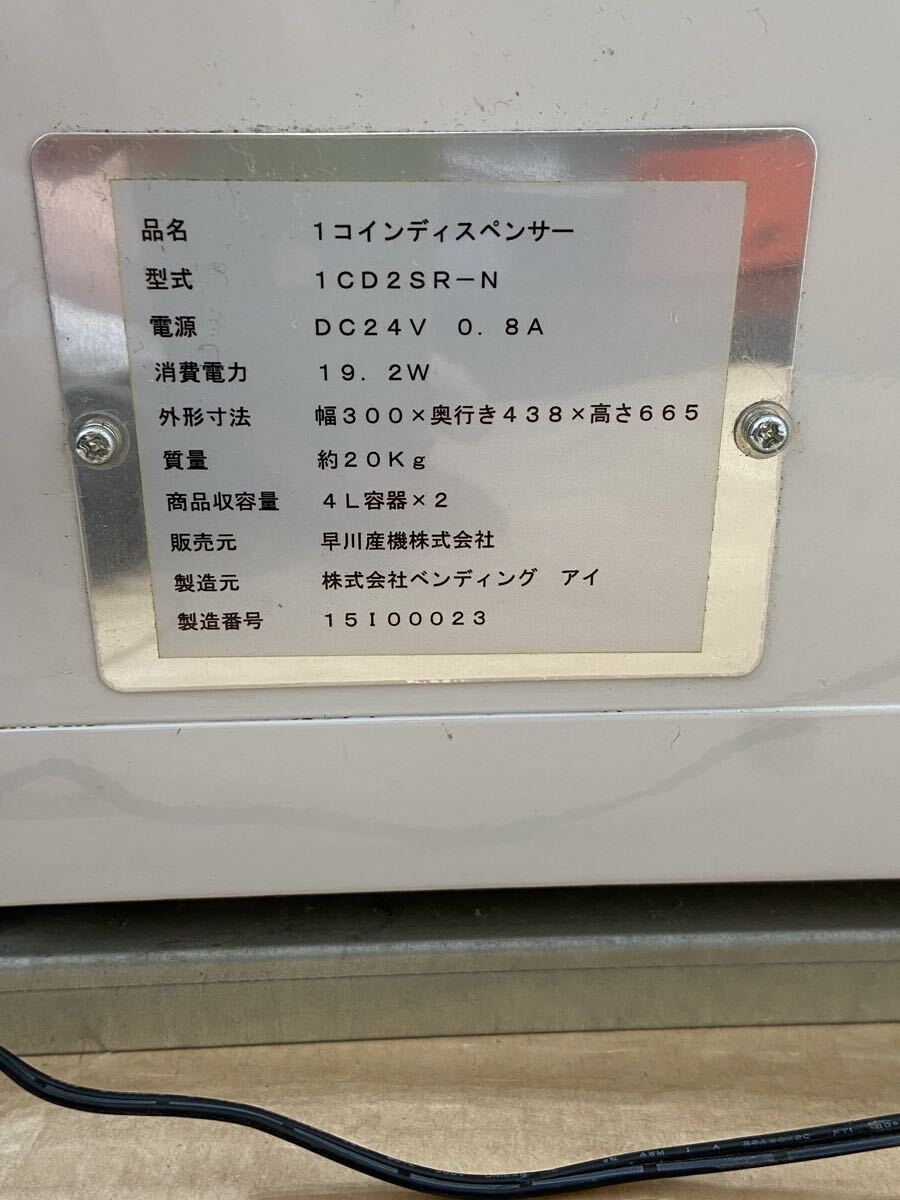 品名 1コインディスペンサー
型式 1CD2SR-N
電源 DC24V 0.8A
消費電力 19.2W
外形寸法 幅300×奥行き438×高さ665
質量 約20Kg
商品収容量 4L容器×2
販売元 早川産機株式会社
製造元 株式会社ベンディング アイ
製造番号 15I00023
AWM I A 22AWG×2C FT1